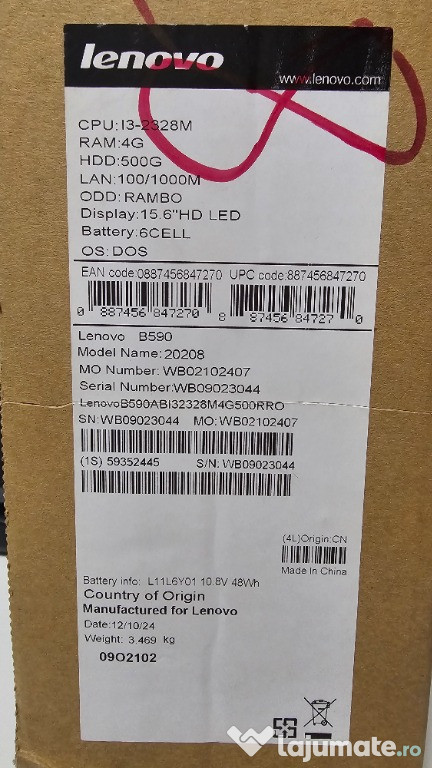 lenovo
www.lenovo.com
CPU:I3-2328M
RAM:4G
HDD:500G
LAN:100/1000M
ODD:RAMBO
Display:15.6"HD LED
Battery:6CELL
OS:DOS
EAN code:0887456847270 UPC code:887456847270
0 887456 847270 8 87456 84727 0
Lenovo B590
Model Name:20208
MO Number:WB02102407
Serial Number:WB09023044
LenovoB590ABI32328M4G500RRO
SN:WB09023044 MO:WB02102407
(1S) 59352445 S/N:WB09023044
(4L)Origin:CN
Made In China
Battery info: L11L6Y01 10.8V 48Wh
Country of Origin
Manufactured for Lenovo
Date:12/10/24
Weight: 3.469 kg
09O2102
lajumate.ro